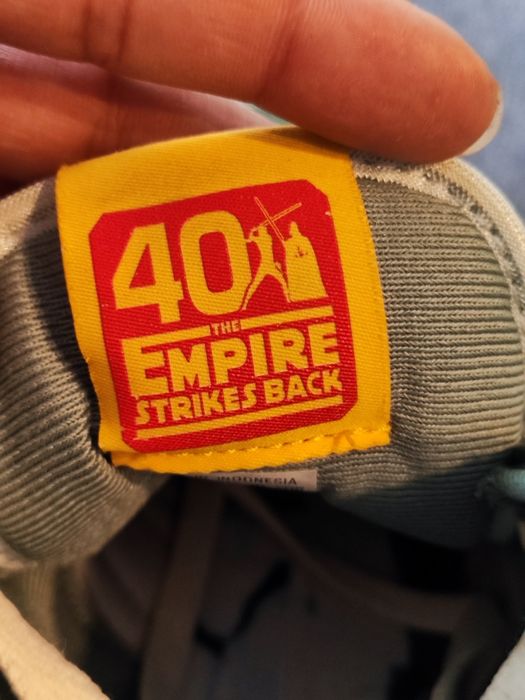 40
THE
EMPIRE
STRIKES BACK
INDONESIA